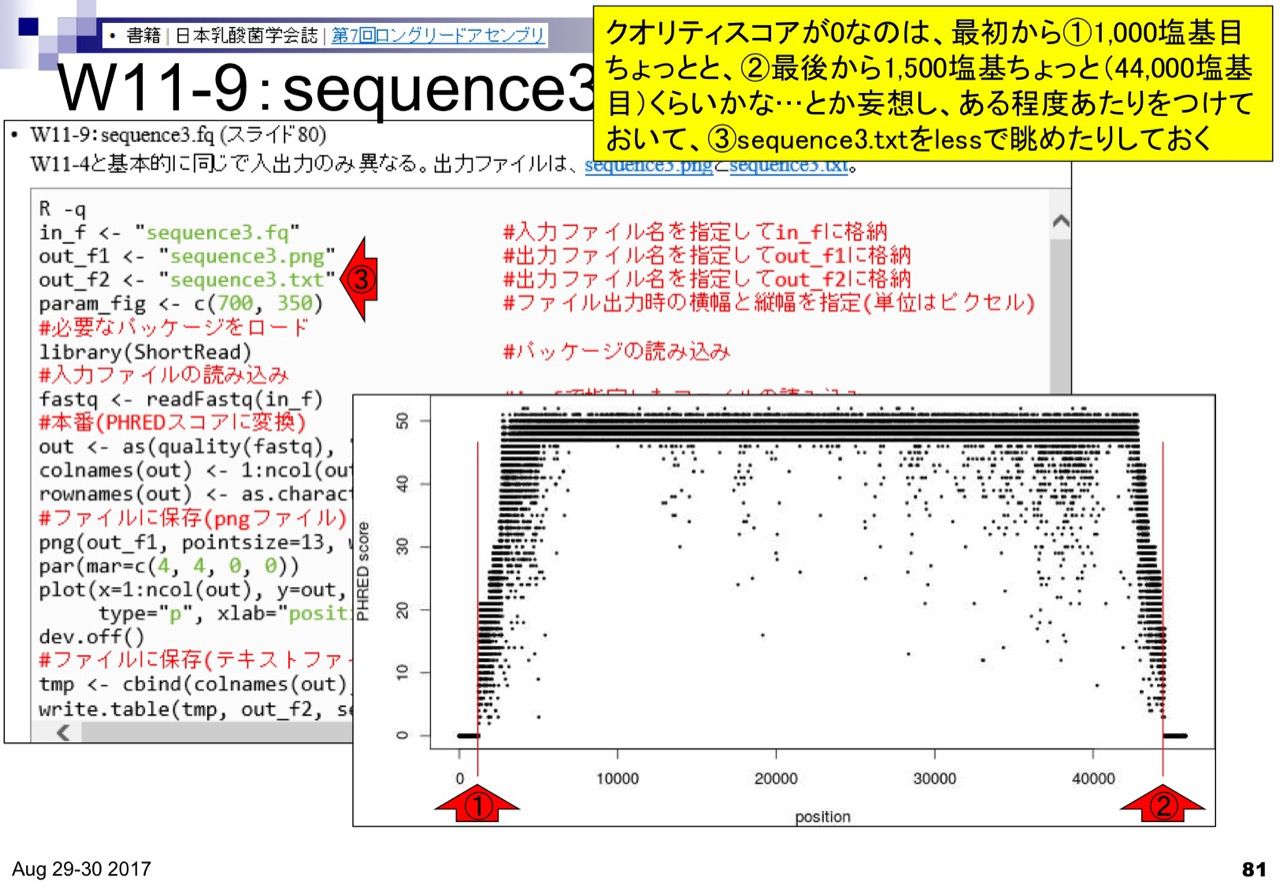 • 書籍 | 日本乳酸菌学会誌 | 第7回ロングリードアセンブリ
W11-9：sequence3
クオリティスコアが0なのは、最初から①1,000塩基目
ちょっとと、②最後から1,500塩基ちょっと（44,000塩基
目）くらいかな…とか妄想し、ある程度あたりをつけて
おいて、③sequence3.txtをlessで眺めたりしておく
• W11-9：sequence3.fq (スライド80)
W11-4と基本的に同じで入出力のみ異なる。出力ファイルは、sequence3.pngとsequence3.txt。
R -q
in_f <- "sequence3.fq" #入力ファイル名を指定してin_fに格納
out_f1 <- "sequence3.png" #出力ファイル名を指定してout_f1に格納
out_f2 <- "sequence3.txt" #出力ファイル名を指定してout_f2に格納
③
param_fig <- c(700, 350) #ファイル出力時の横幅と縦幅を指定(単位はピクセル)
#必要なパッケージをロード
library(ShortRead) #パッケージの読み込み
#入力ファイルの読み込み
fastq <- readFastq(in_f)
#本番(PHREDスコアに変換)
out <- as(quality(fastq),
colnames(out) <- 1:ncol(out
rownames(out) <- as.charact
#ファイルに保存(pngファイル)
png(out_f1, pointsize=13,
par(mar=c(4, 4, 0, 0))
plot(x=1:ncol(out), y=out,
type="p", xlab="positi
dev.off()
#ファイルに保存(テキストファ
tmp <- cbind(colnames(out)
write.table(tmp, out_f2, se
PHRED score
50
40
30
20
10
0
0 10000 20000 30000 40000
position
①
②
Aug 29-30 2017
81